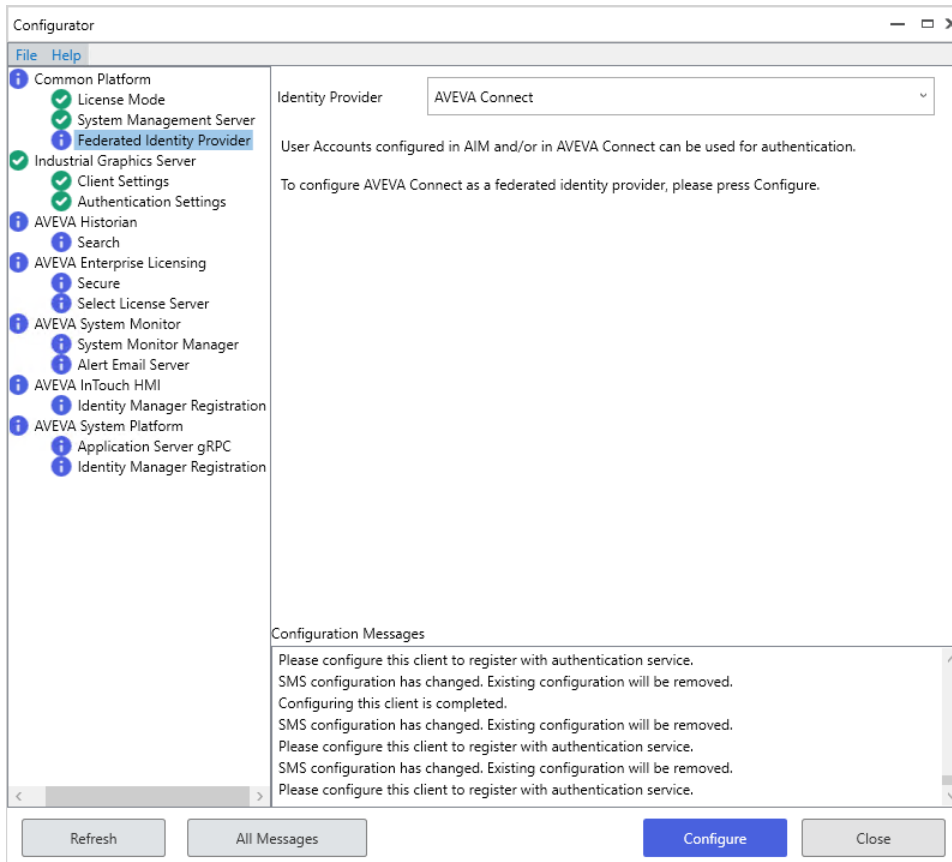 Configurator
File Help
Common Platform
License Mode
System Management Server
Federated Identity Provider
Industrial Graphics Server
Client Settings
Authentication Settings
AVEVA Historian
Search
AVEVA Enterprise Licensing
Secure
Select License Server
AVEVA System Monitor
System Monitor Manager
Alert Email Server
AVEVA InTouch HMI
Identity Manager Registration
AVEVA System Platform
Application Server gRPC
Identity Manager Registration
Identity Provider AVEVA Connect
User Accounts configured in AIM and/or in AVEVA Connect can be used for authentication.
To configure AVEVA Connect as a federated identity provider, please press Configure.
Configuration Messages
Please configure this client to register with authentication service.
SMS configuration has changed. Existing configuration will be removed.
Configuring this client is completed.
SMS configuration has changed. Existing configuration will be removed.
Please configure this client to register with authentication service.
SMS configuration has changed. Existing configuration will be removed.
Please configure this client to register with authentication service.
Refresh All Messages Configure Close